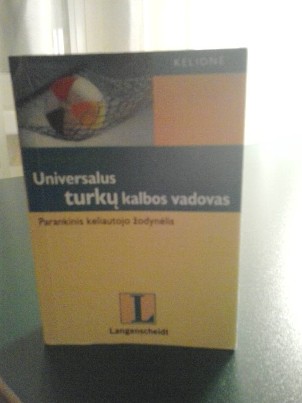 KELIONĖ
Universalus
turkų kalbos vadovas
Parankinis keliautojo žodynėlis
L
Langenscheidt